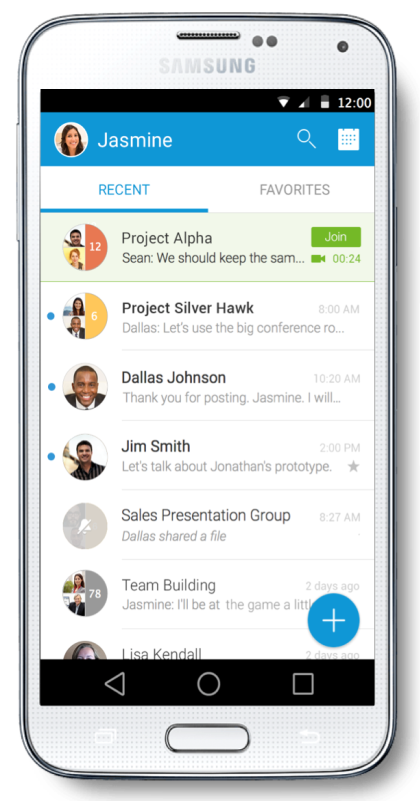 SAMSUNG
12:00
Jasmine
RECENT FAVORITES
12 Project Alpha Join
Sean: We should keep the sam... 00:24
6 Project Silver Hawk 8:00 AM
Dallas: Let's use the big conference ro...
Dallas Johnson 10:20 AM
Thank you for posting. Jasmine. I will...
Jim Smith 2:00 PM
Let's talk about Jonathan's prototype.
Sales Presentation Group 8:27 AM
Dallas shared a file
78 Team Building 2 days ago
Jasmine: I'll be at the game a littl
Lisa Kendall 2 days ago